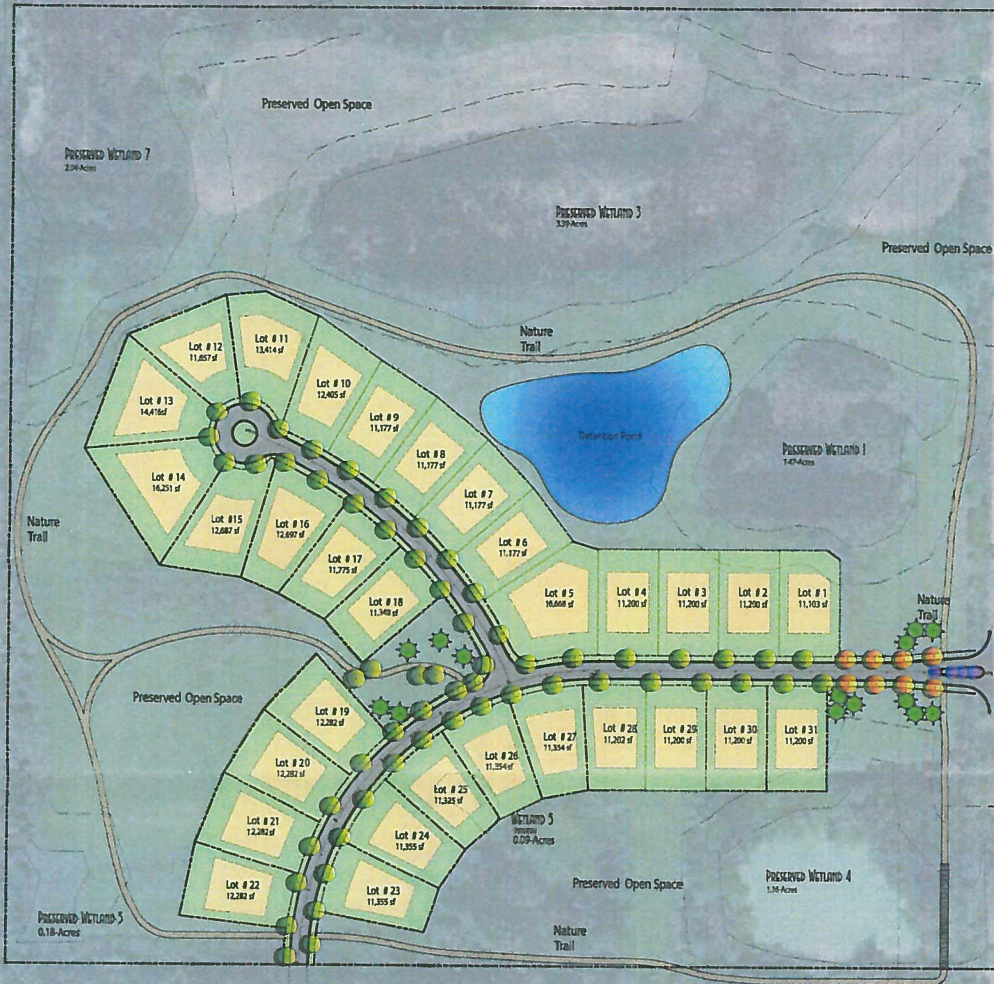 Preserved Open Space
PRESERVED WETLAND 7
2.04-Acres
PRESERVED WETLAND 3
3.39-Acres
Preserved Open Space
Nature
Trail
Lot # 12
11,657 sf
Lot # 11
13,414 sf
Lot # 13
14,416sf
Lot # 10
12,405 sf
Lot # 9
11,177 sf
Lot # 8
11,177 sf
Detention Pond
PRESERVED WETLAND 1
1.47-Acres
Lot # 14
16,251 sf
Lot # 7
11,177 sf
Nature
Trail
Lot #15
12,687 sf
Lot # 16
12,697 sf
Lot # 6
11,177 sf
Lot # 17
11,775 sf
Lot # 18
11,348 sf
Lot # 5
16,668 sf
Lot # 4
11,200 sf
Lot # 3
11,200 sf
Lot # 2
11,200 sf
Lot # 1
11,103 sf
Nature
Trail
Preserved Open Space
Lot # 19
12,282 sf
Lot # 20
12,282 sf
Lot # 21
12,282 sf
Lot # 22
12,282 sf
Lot # 26
11,354 sf
Lot # 27
11,354 sf
Lot #28
11,202 sf
Lot # 29
11,200 sf
Lot # 30
11,200 sf
Lot # 31
11,200 sf
Lot # 25
11,325 sf
Lot # 24
11,355 sf
Lot # 23
11,355 sf
WETLAND 5
0.09-Acres
Preserved Open Space
PRESERVED WETLAND 4
1.16-Acres
PRESERVED WETLAND 5
0.18-Acres
Nature
Trail